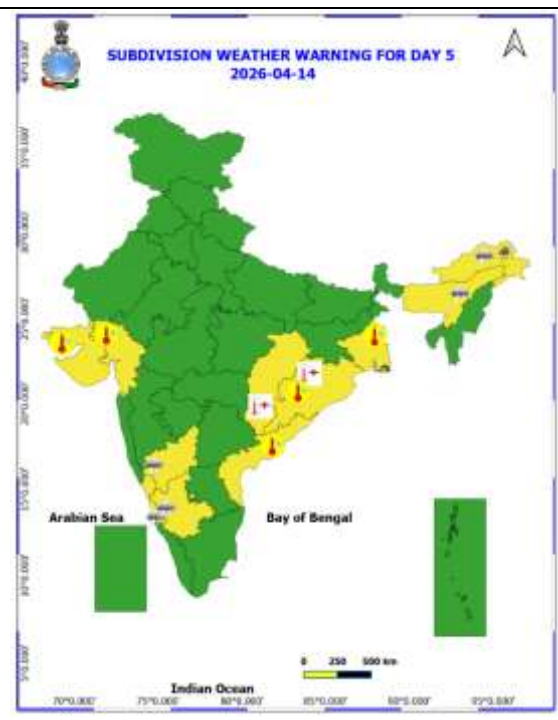 SUBDIVISION WEATHER WARNING FOR DAY 5
2026-04-14
Arabian Sea
Bay of Bengal
0 250 500 km
Indian Ocean
70°0.000' 75°0.000' 80°0.000' 85°0.000' 90°0.000' 95°0.000'